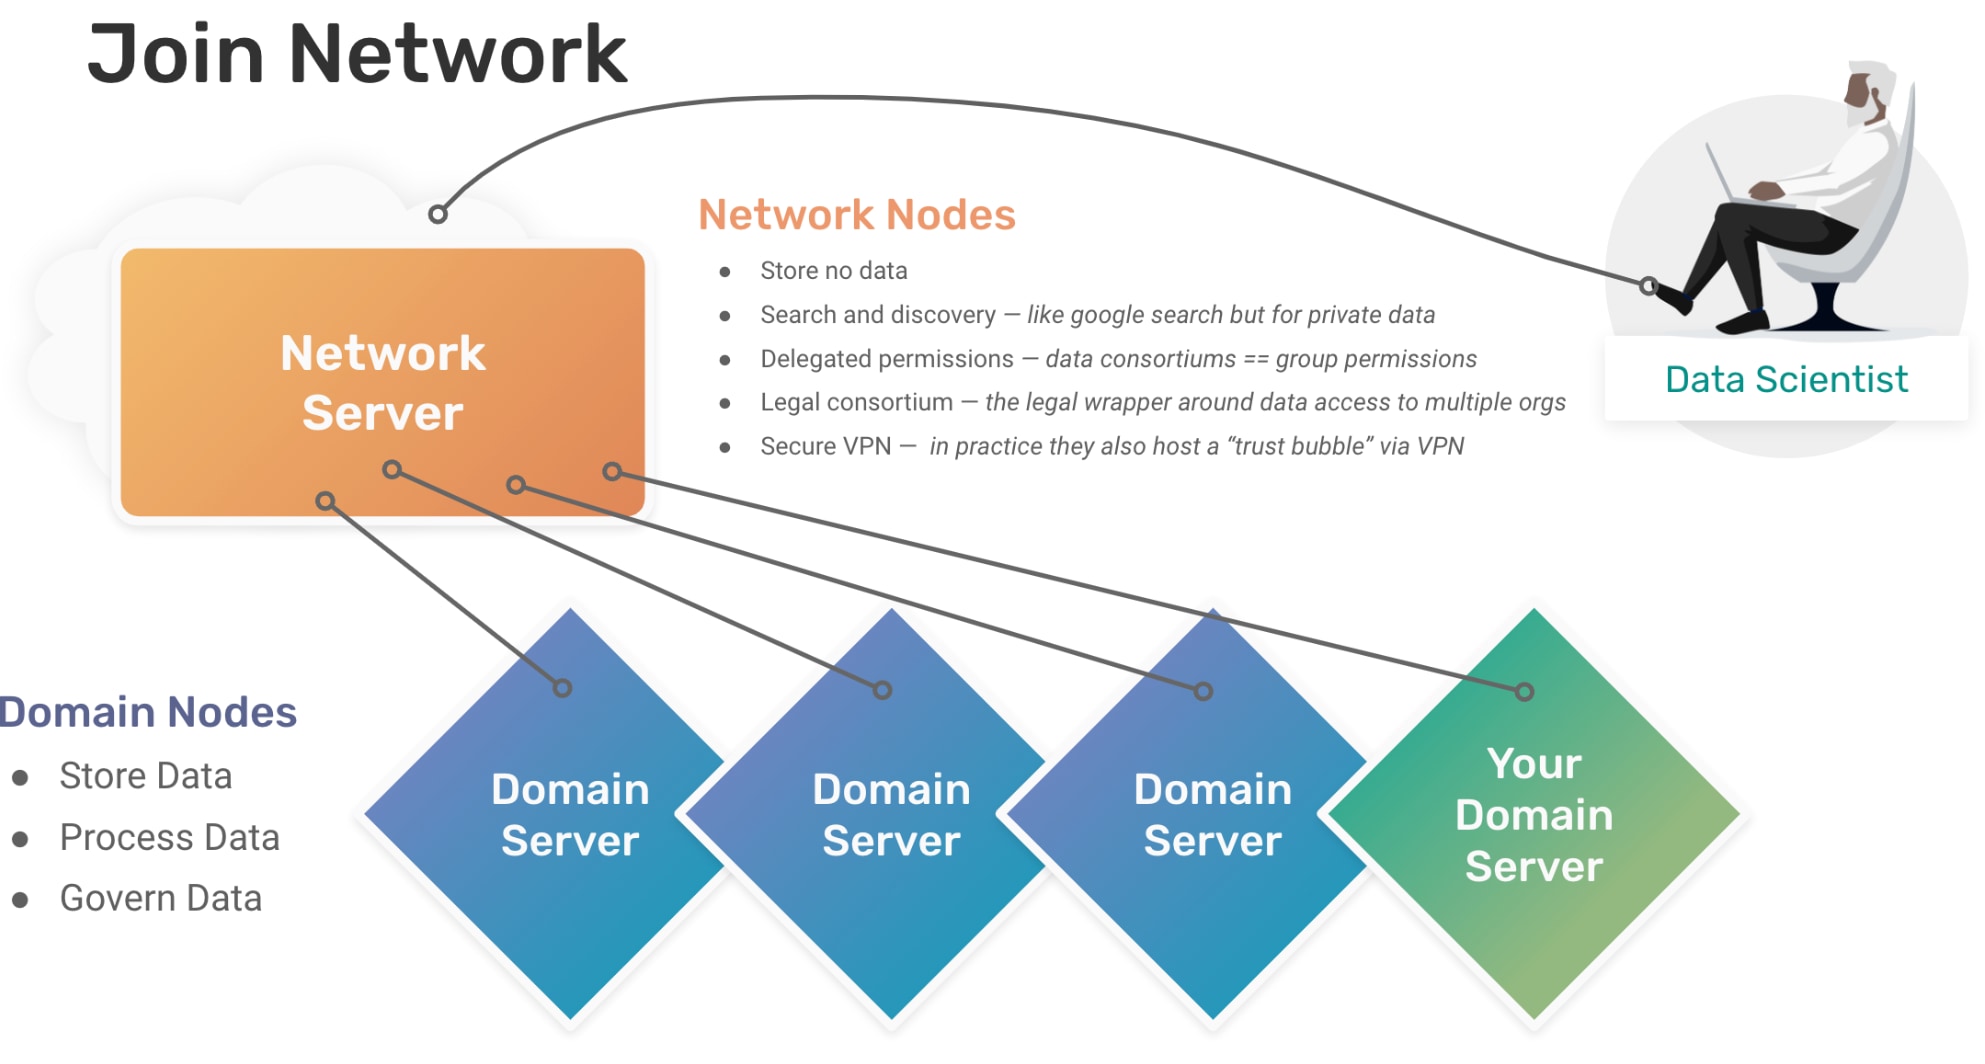 Join Network
Network
Server
Network Nodes
● Store no data
● Search and discovery — like google search but for private data
● Delegated permissions — data consortiums == group permissions
● Legal consortium — the legal wrapper around data access to multiple orgs
● Secure VPN — in practice they also host a “trust bubble” via VPN
Data Scientist
Domain Nodes
● Store Data
● Process Data
● Govern Data
Domain
Server
Domain
Server
Domain
Server
Your
Domain
Server